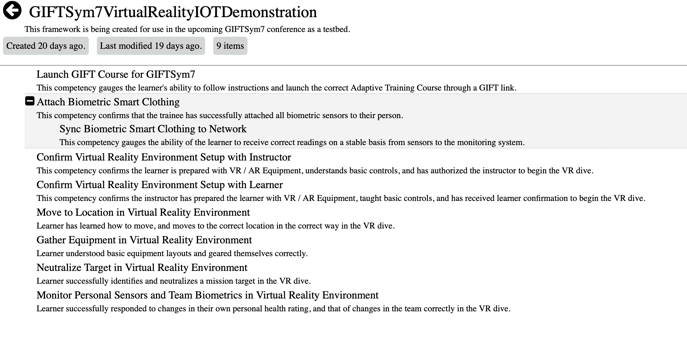 GIFTSym7VirtualRealityIOTDemonstration
This framework is being created for use in the upcoming GIFTSym7 conference as a testbed.
Created 20 days ago. Last modified 19 days ago. 9 items
Launch GIFT Course for GIFTSym7
This competency gauges the learner's ability to follow instructions and launch the correct Adaptive Training Course through a GIFT link.
Attach Biometric Smart Clothing
This competency confirms that the trainee has successfully attached all biometric sensors to their person.
Sync Biometric Smart Clothing to Network
This competency gauges the ability of the learner to receive correct readings on a stable basis from sensors to the monitoring system.
Confirm Virtual Reality Environment Setup with Instructor
This competency confirms the learner is prepared with VR / AR Equipment, understands basic controls, and has authorized the instructor to begin the VR dive.
Confirm Virtual Reality Environment Setup with Learner
This competency confirms the instructor has prepared the learner with VR / AR Equipment, taught basic controls, and has received learner confirmation to begin the VR dive.
Move to Location in Virtual Reality Environment
Learner has learned how to move, and moves to the correct location in the correct way in the VR dive.
Gather Equipment in Virtual Reality Environment
Learner understood basic equipment layouts and geared themselves correctly.
Neutralize Target in Virtual Reality Environment
Learner successfully identifies and neutralizes a mission target in the VR dive.
Monitor Personal Sensors and Team Biometrics in Virtual Reality Environment
Learner successfully responded to changes in their own personal health rating, and that of changes in the team correctly in the VR dive.